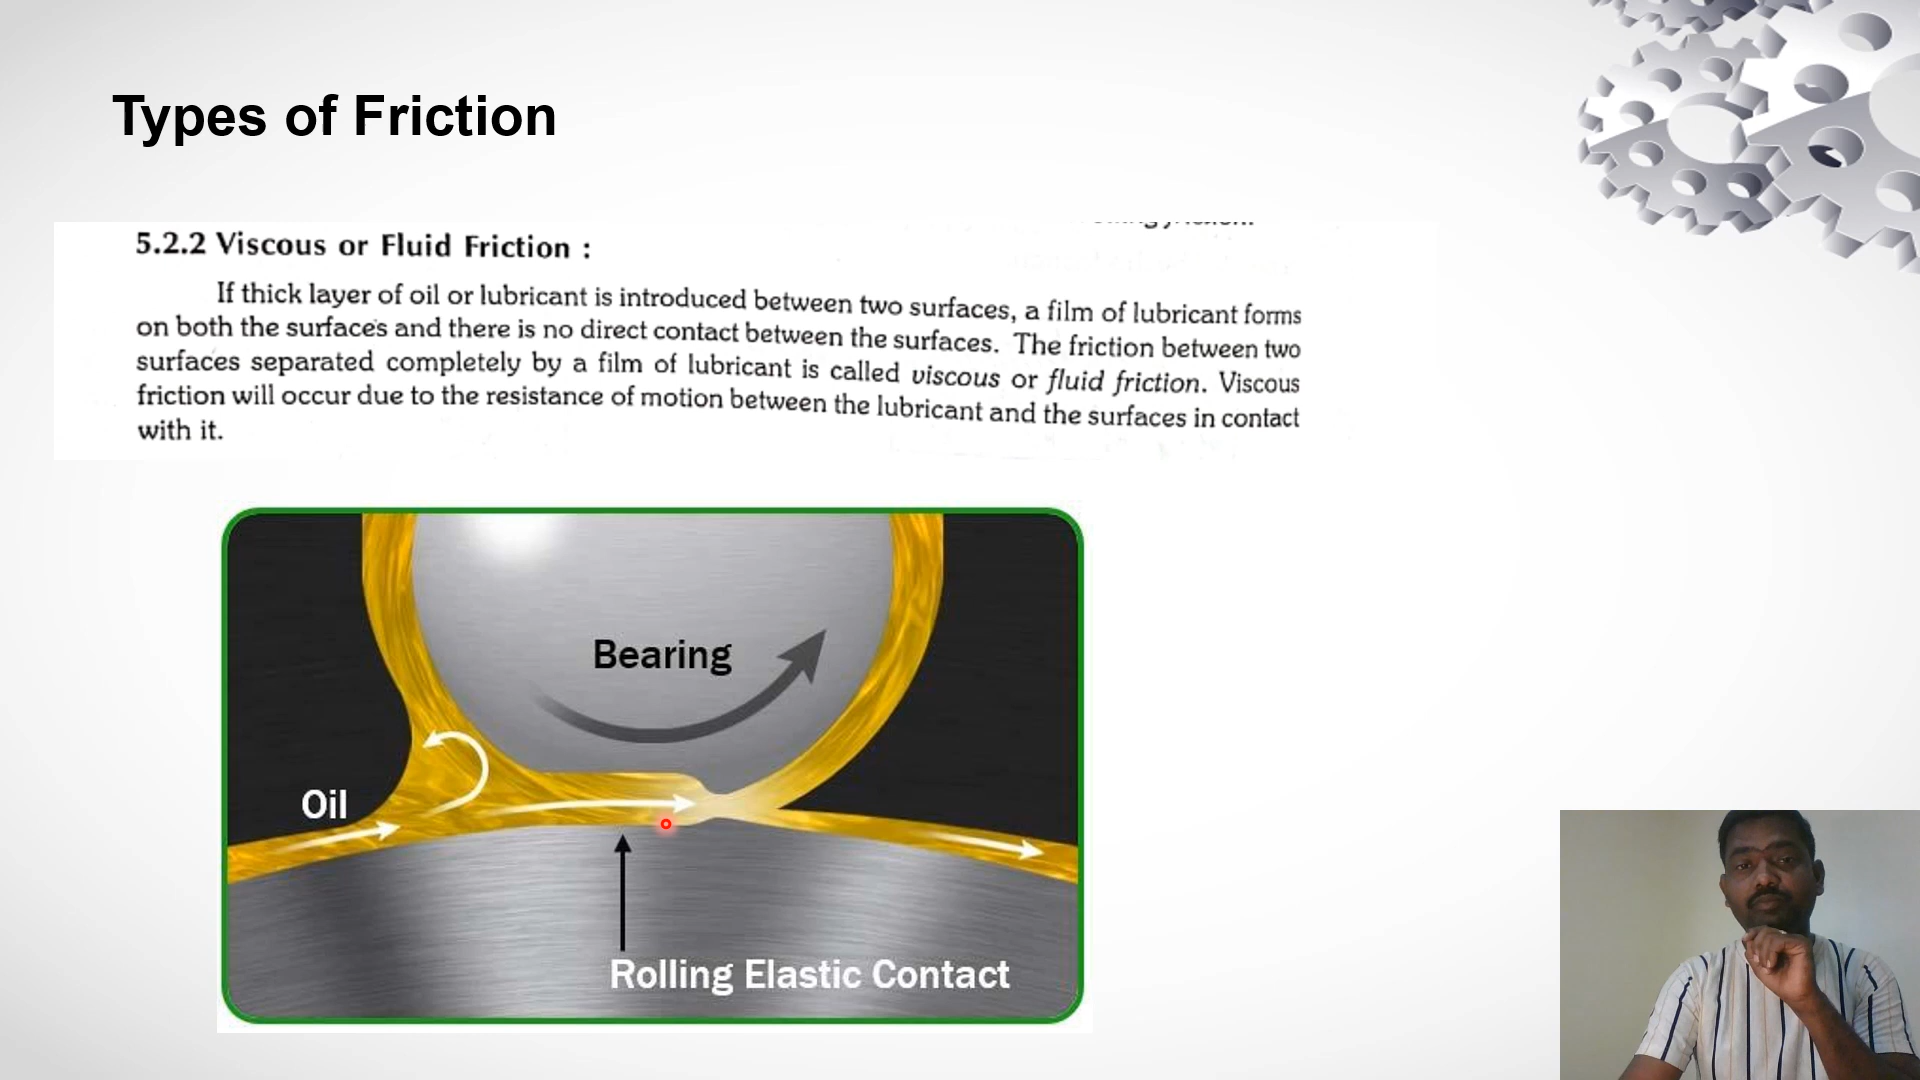 Types of Friction
5.2.2 Viscous or Fluid Friction :
If thick layer of oil or lubricant is introduced between two surfaces, a film of lubricant forms
on both the surfaces and there is no direct contact between the surfaces. The friction between two
surfaces separated completely by a film of lubricant is called viscous or fluid friction. Viscous
friction will occur due to the resistance of motion between the lubricant and the surfaces in contact
with it.
Bearing
Oil
Rolling Elastic Contact